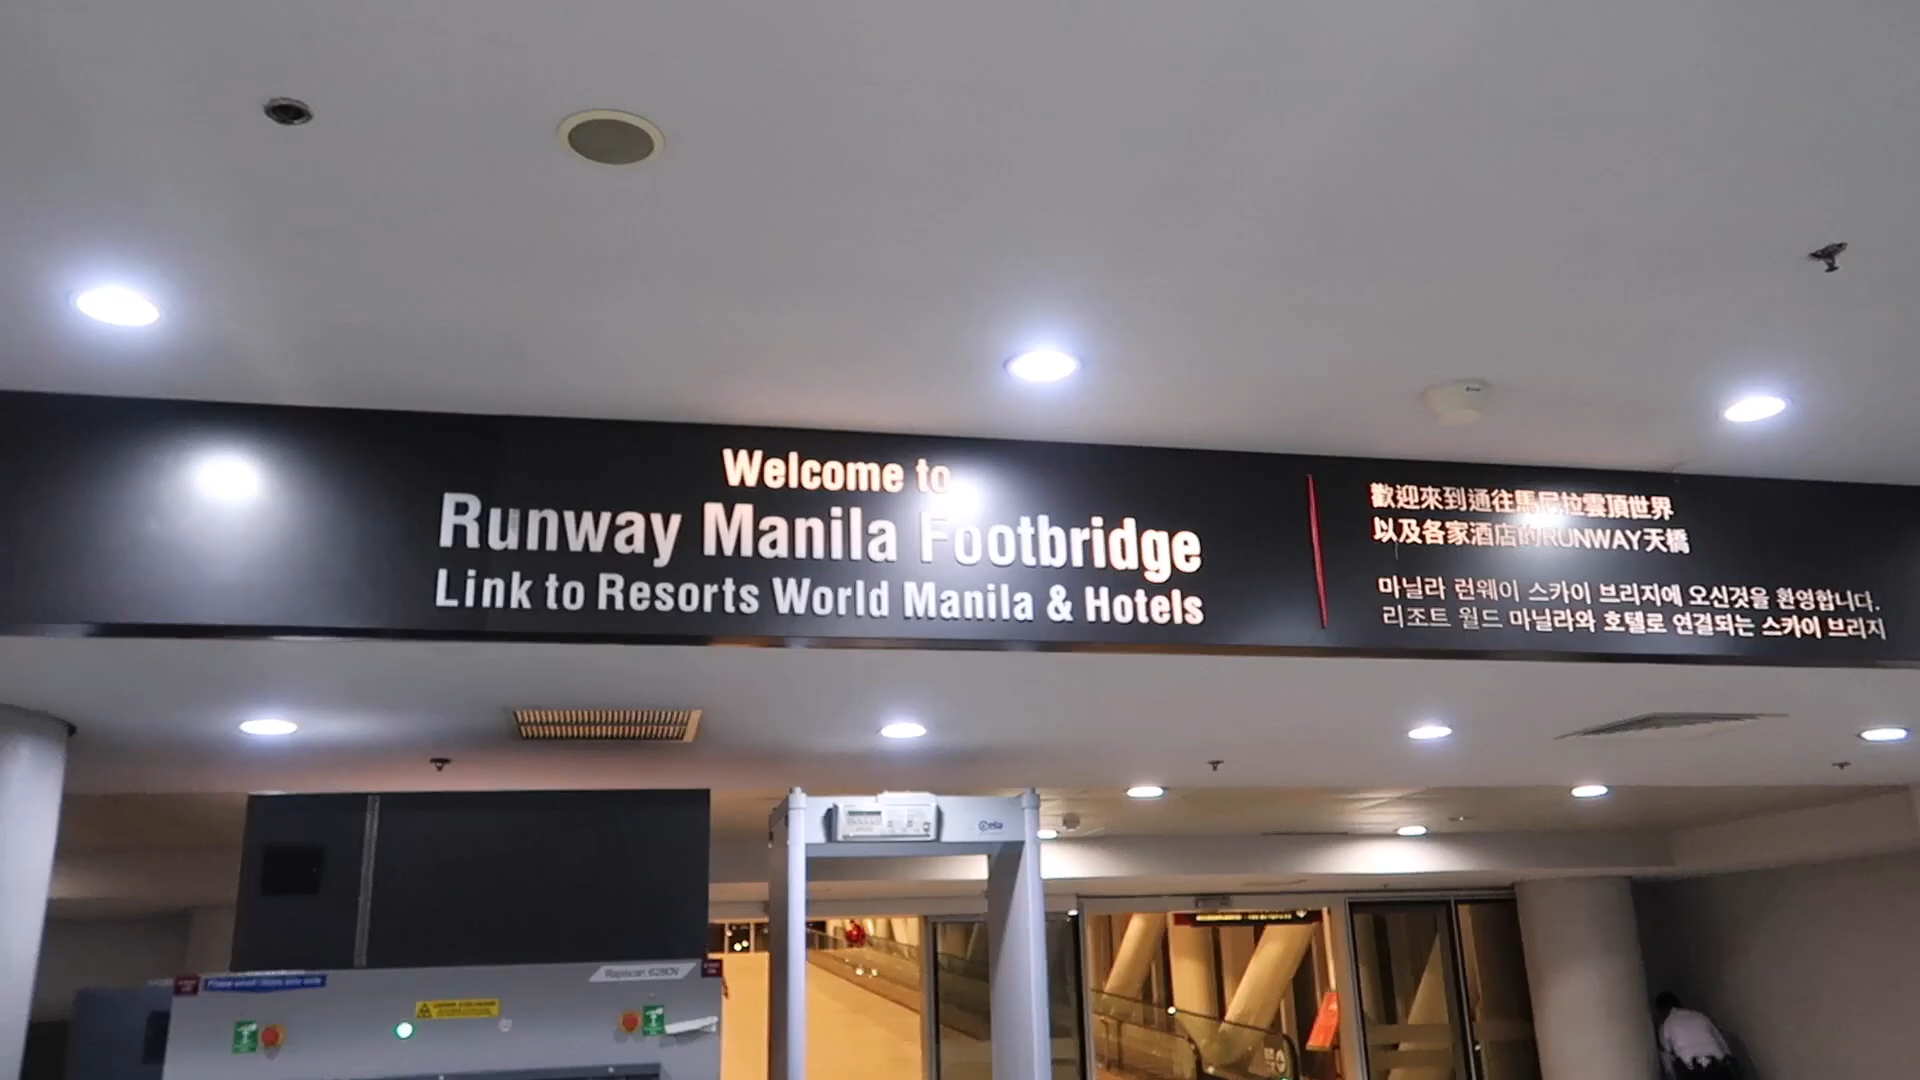 Welcome to
Runway Manila Footbridge
Link to Resorts World Manila & Hotels
歡迎來到通往馬尼拉雲頂世界
以及各家酒店的RUNWAY天橋
마닐라 런웨이 스카이 브리지에 오신것을 환영합니다.
리조트 월드 마닐라와 호텔로 연결되는 스카이 브리지
ceia
Rapiscan 628DV